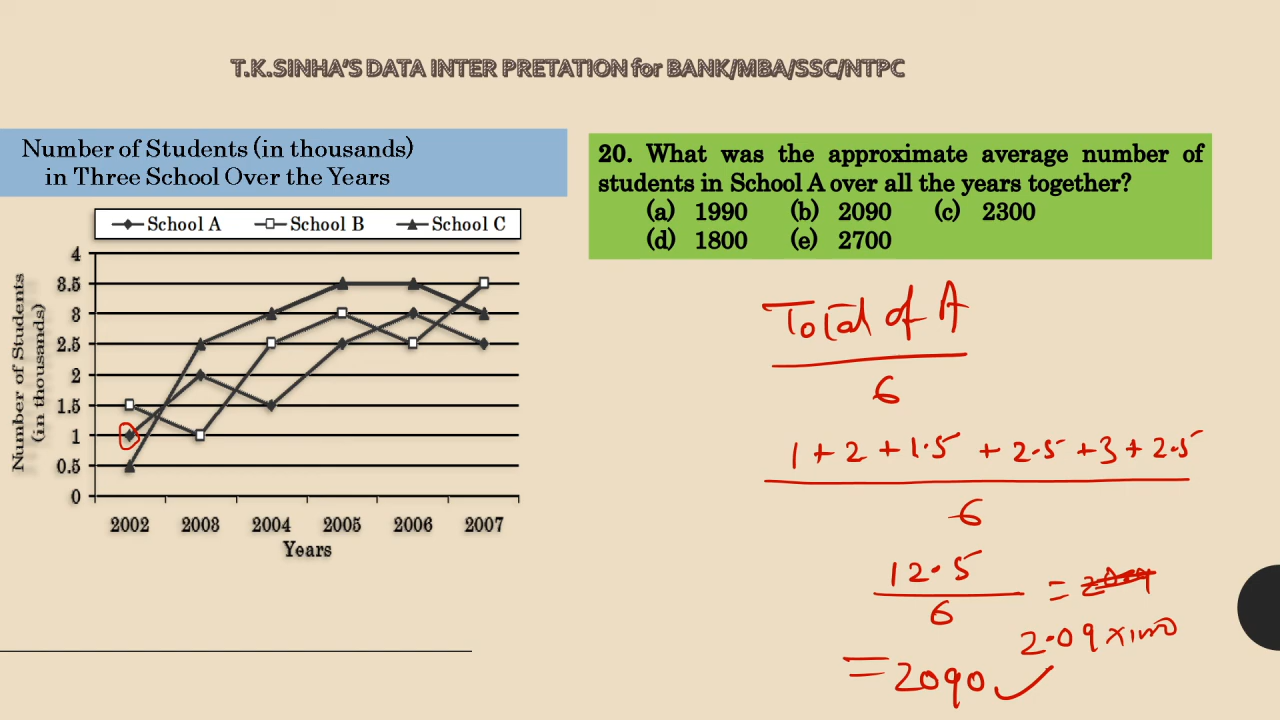 T.K.SINHA'S DATA INTER PRETATION for BANK/MBA/SSC/NTPC
Number of Students (in thousands)
in Three School Over the Years
School A School B School C
Number of Students
(in thousands)
4
3.5
3
2.5
2
1.5
1
0.5
0
2002 2003 2004 2005 2006 2007
Years
20. What was the approximate average number of
students in School A over all the years together?
(a) 1990 (b) 2090 (c) 2300
(d) 1800 (e) 2700
Total of A
6
1 + 2 + 1.5 + 2.5 + 3 + 2.5
6
12.5
6
=
2.09 × 1000
= 2090 ✓